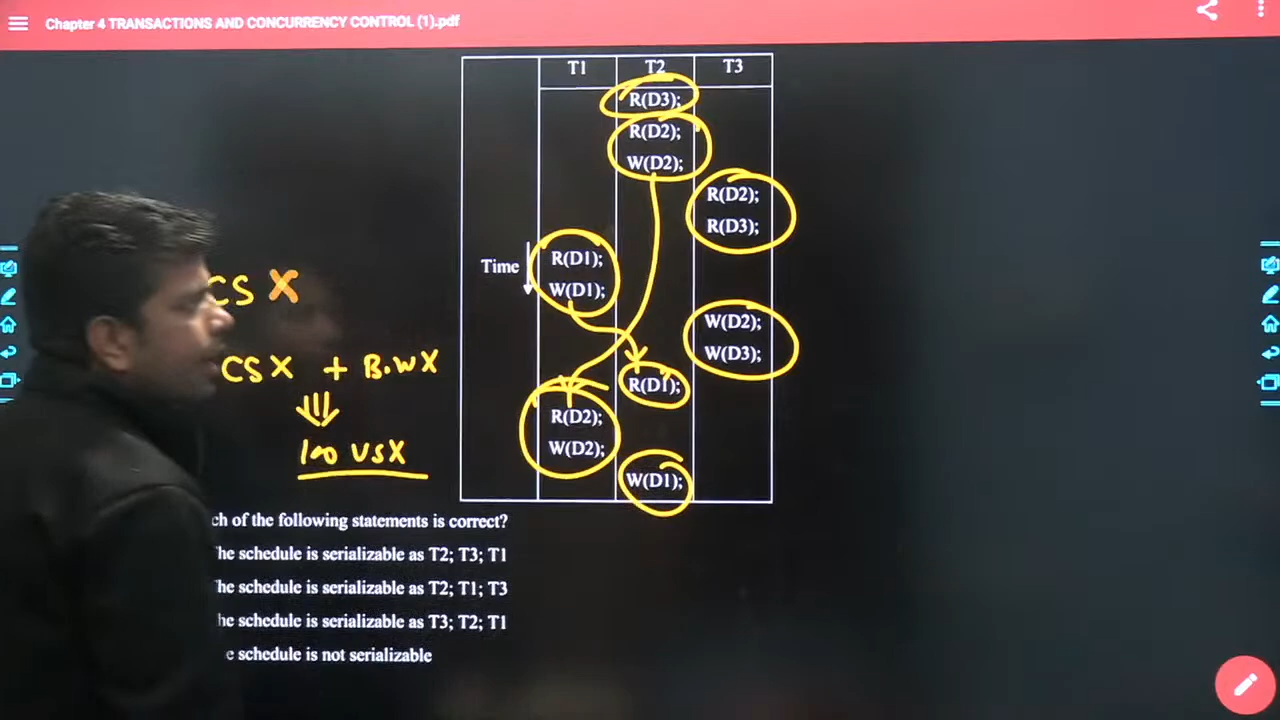 Chapter 4 TRANSACTIONS AND CONCURRENCY CONTROL (1).pdf
T1 T2 T3
R(D3);
R(D2);
W(D2);
R(D2);
R(D3);
R(D1);
Time
W(D1);
W(D2);
W(D3);
R(D1);
R(D2);
W(D2);
W(D1);
CS X
CSX + B.WX
100 VSX
ch of the following statements is correct?
he schedule is serializable as T2; T3; T1
he schedule is serializable as T2; T1; T3
he schedule is serializable as T3; T2; T1
e schedule is not serializable